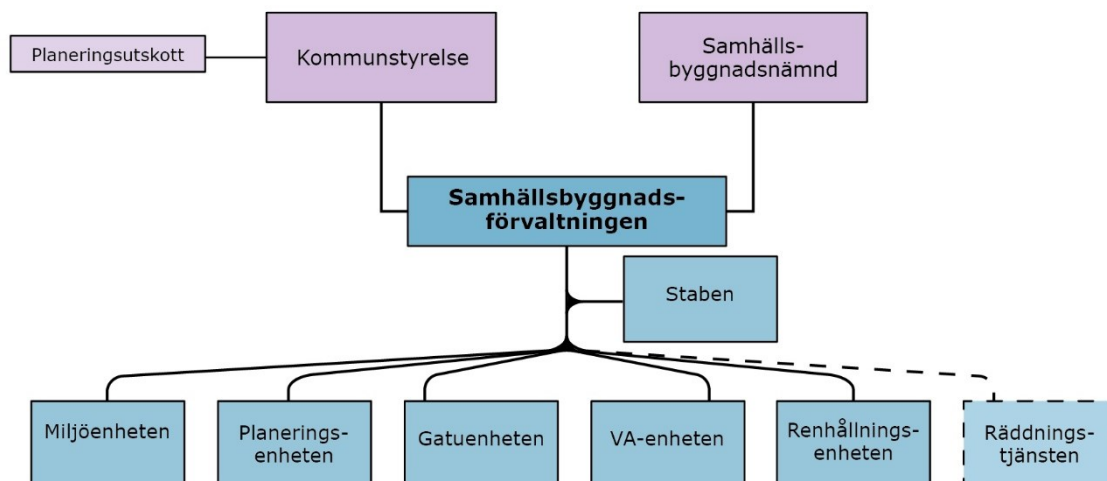 Planeringsutskott
Kommunstyrelse
Samhälls-
byggnadsnämnd
Samhällsbyggnads-
förvaltningen
Staben
Miljöenheten
Planerings-
enheten
Gatuenheten
VA-enheten
Renhållnings-
enheten
Räddnings-
tjänsten